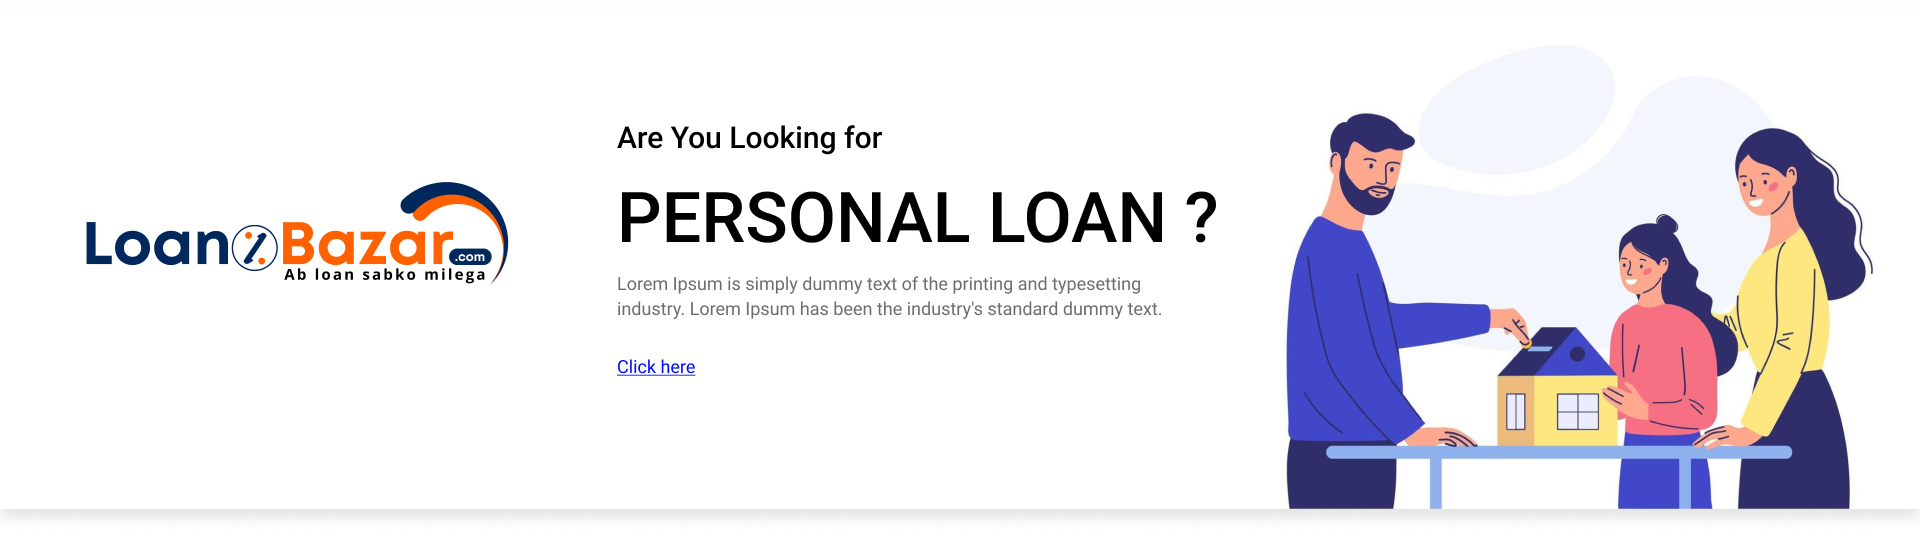 Loan%Bazar
.com
Ab loan sabko milega
Are You Looking for
PERSONAL LOAN ?
Lorem Ipsum is simply dummy text of the printing and typesetting
industry. Lorem Ipsum has been the industry's standard dummy text.
Click here